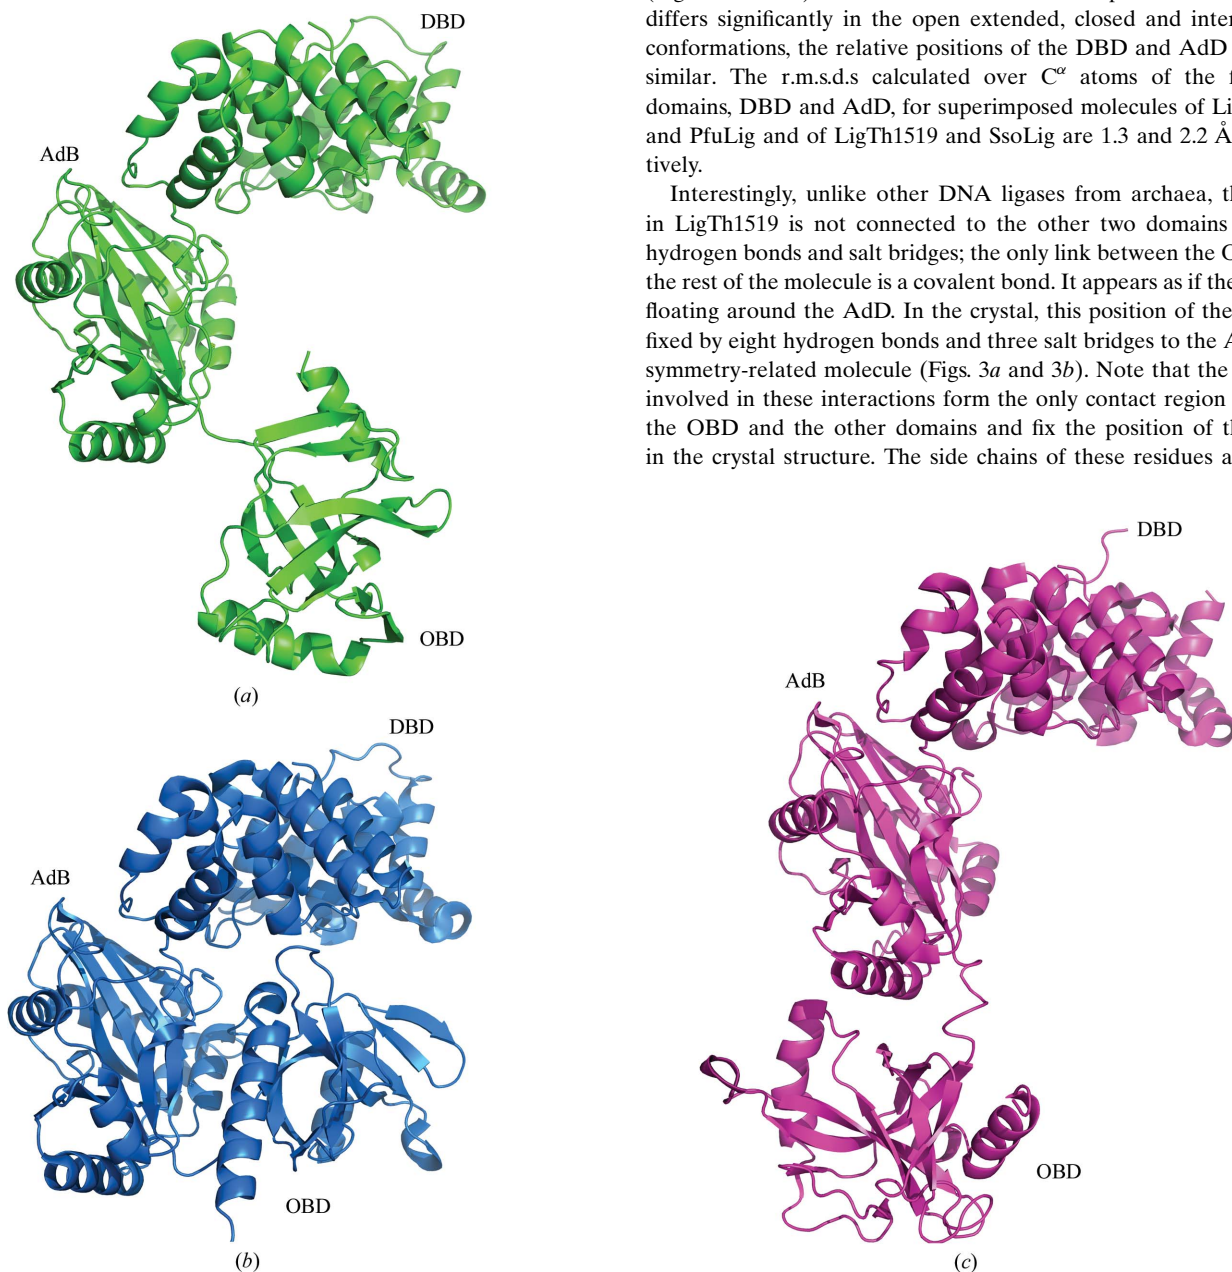 DBD
AdB
OBD
(a)
DBD
AdB
OBD
(b)
differs significantly in the open extended, closed and
conformations, the relative positions of the DBD and AdD
similar. The r.m.s.d.s calculated over Cα atoms of the
domains, DBD and AdD, for superimposed molecules of
and PfuLig and of LigTh1519 and SsoLig are 1.3 and 2.2 Å
tively.
Interestingly, unlike other DNA ligases from archaea,
in LigTh1519 is not connected to the other two domains
hydrogen bonds and salt bridges; the only link between the
the rest of the molecule is a covalent bond. It appears as if the
floating around the AdD. In the crystal, this position of the
fixed by eight hydrogen bonds and three salt bridges to the
symmetry-related molecule (Figs. 3a and 3b). Note that the
involved in these interactions form the only contact region
the OBD and the other domains and fix the position of
in the crystal structure. The side chains of these residues
DBD
AdB
OBD
(c)